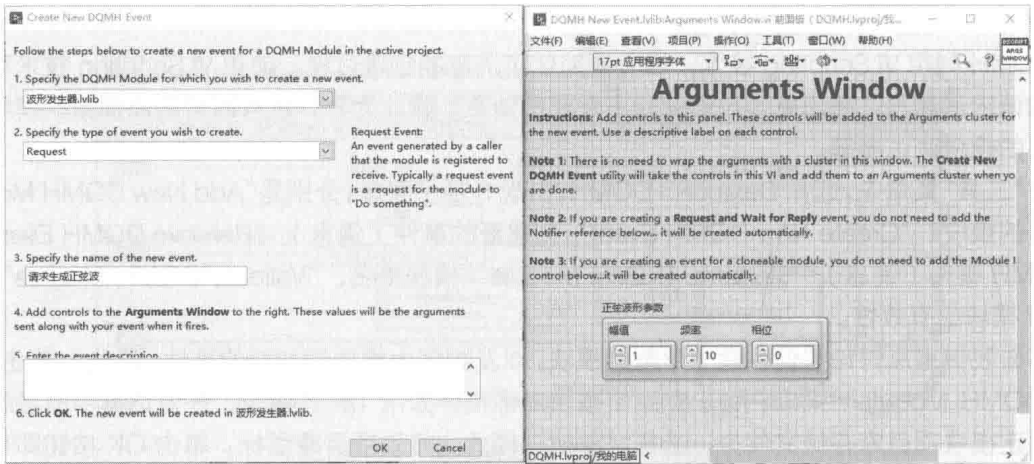 Create New DQMH Event
Follow the steps below to create a new event for a DQMH Module in the active project.
1. Specify the DQMH Module for which you wish to create a new event.
波形发生器.lvlib
2. Specify the type of event you wish to create.
Request
Request Event:
An event generated by a caller
that the module is registered to
receive. Typically a request event
is a request for the module to
"Do something".
3. Specify the name of the new event.
请求生成正弦波
4. Add controls to the Arguments Window to the right. These values will be the arguments
sent along with your event when it fires.
5. Enter the event description
6. Click OK. The new event will be created in 波形发生器.lvlib.
OK
Cancel
DQMH New Event.lvlib:Arguments Window.vi 前面板 ( DQMH.lvproj/我...
文件(F) 编辑(E) 查看(V) 项目(P) 操作(O) 工具(T) 窗口(W) 帮助(H)
17pt 应用程序字体
ARGS
WINDOW
Arguments Window
Instructions: Add controls to this panel. These controls will be added to the Arguments cluster for
the new event. Use a descriptive label on each control.
Note 1: There is no need to wrap the arguments with a cluster in this window. The Create New
DQMH Event utility will take the controls in this VI and add them to an Arguments cluster when yo
are done.
Note 2: If you are creating a Request and Wait for Reply event, you do not need to add the
Notifier reference below... it will be created automatically.
Note 3: If you are creating an event for a cloneable module, you do not need to add the Module I
control below...it will be created automatically.
正弦波形参数
幅值 频率 相位
1 10 0
DQMH.lvproj/我的电脑